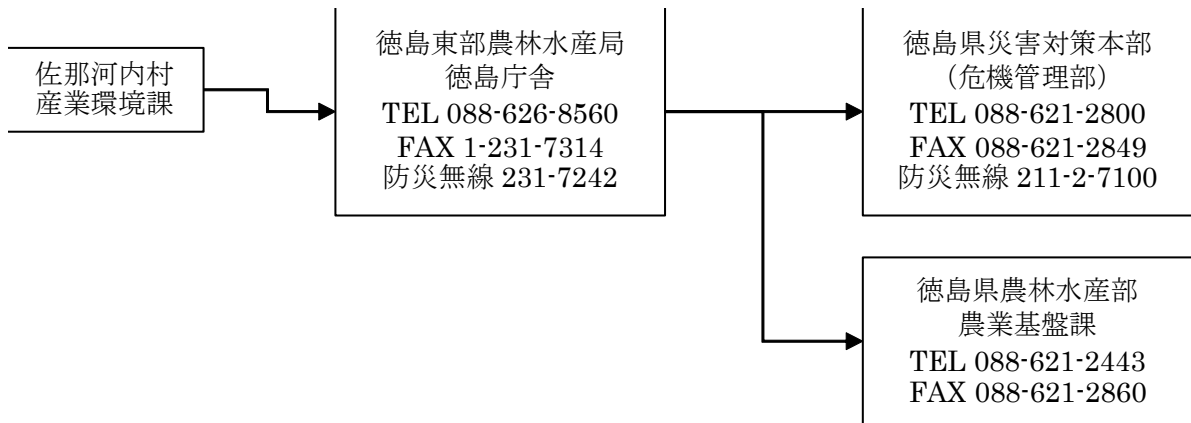 佐那河内村
産業環境課
徳島東部農林水産局
徳島庁舎
TEL 088-626-8560
FAX 1-231-7314
防災無線 231-7242
徳島県災害対策本部
（危機管理部）
TEL 088-621-2800
FAX 088-621-2849
防災無線 211-2-7100
徳島県農林水産部
農業基盤課
TEL 088-621-2443
FAX 088-621-2860